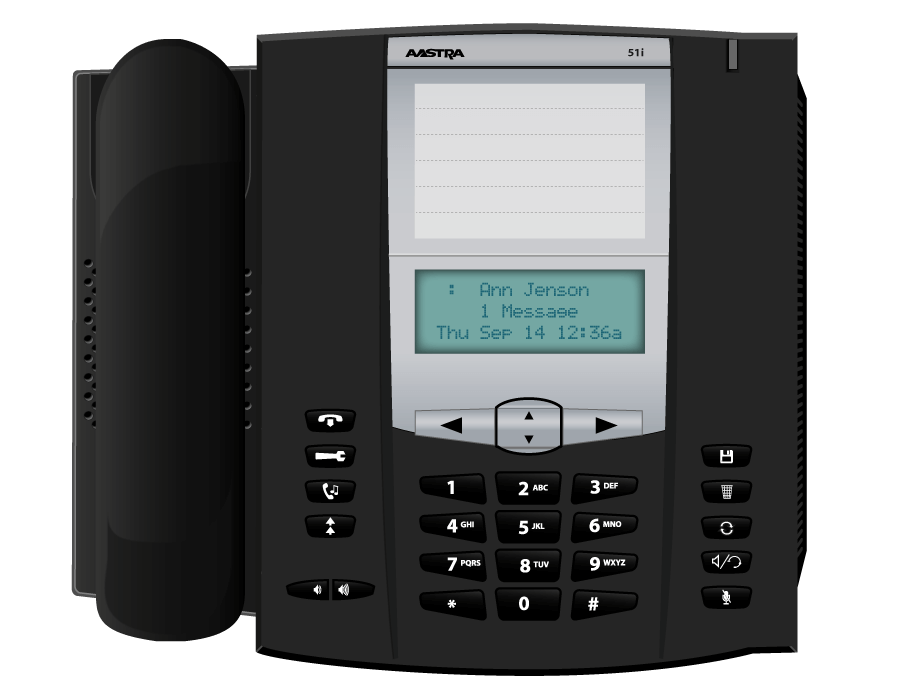 AASTRA 51i
: Ann Jenson
1 Message
Thu Sep 14 12:36a
1 2 ABC 3 DEF
4 GHI 5 JKL 6 MNO
7 PQRS 8 TUV 9 WXYZ
* 0 #